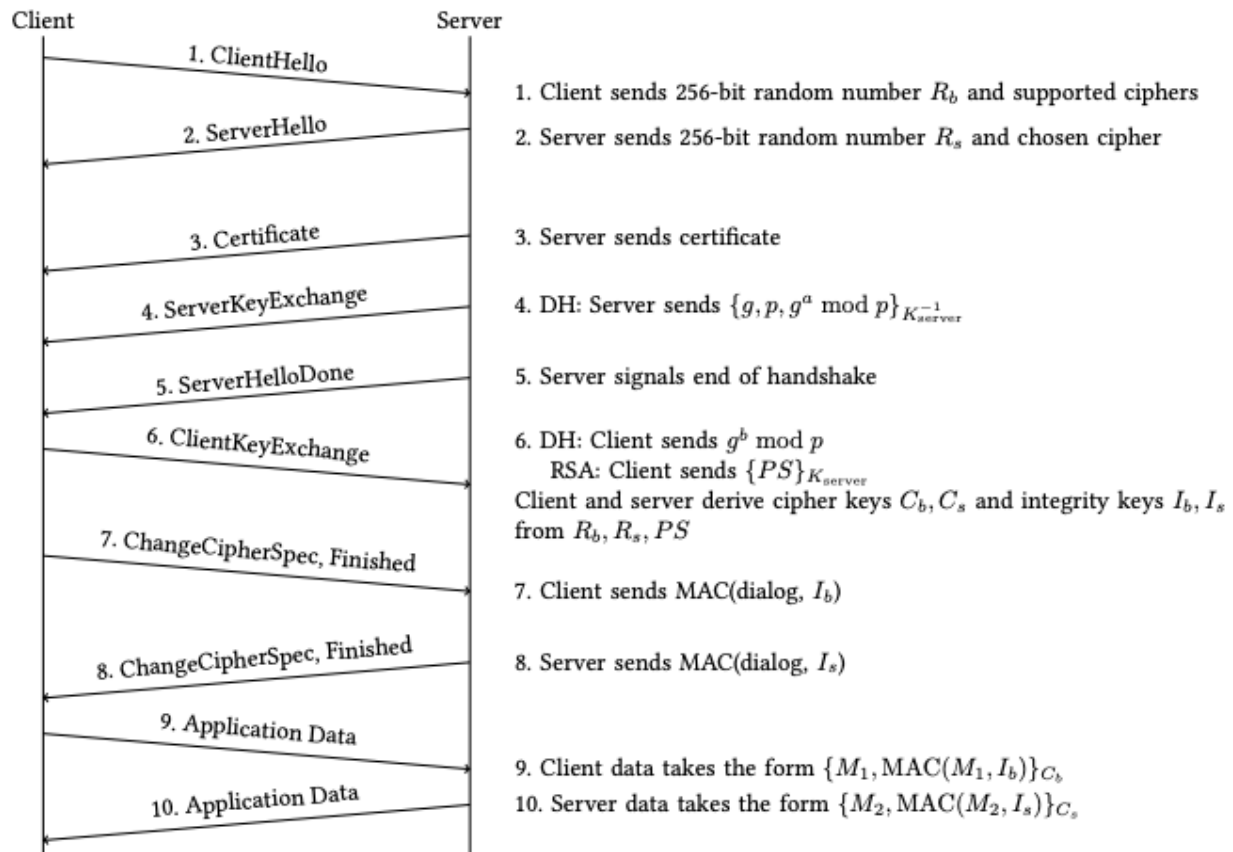 Client Server
1. ClientHello
1. Client sends 256-bit random number R_b and supported ciphers
2. ServerHello
2. Server sends 256-bit random number R_s and chosen cipher
3. Certificate
3. Server sends certificate
4. ServerKeyExchange
4. DH: Server sends {g, p, g^a mod p}_{K_{server}^{-1}}
5. ServerHelloDone
5. Server signals end of handshake
6. ClientKeyExchange
6. DH: Client sends g^b mod p
RSA: Client sends {PS}_{K_{server}}
Client and server derive cipher keys C_b, C_s and integrity keys I_b, I_s
from R_b, R_s, PS
7. ChangeCipherSpec, Finished
7. Client sends MAC(dialog, I_b)
8. ChangeCipherSpec, Finished
8. Server sends MAC(dialog, I_s)
9. Application Data
9. Client data takes the form {M_1, MAC(M_1, I_b)}_{C_b}
10. Application Data
10. Server data takes the form {M_2, MAC(M_2, I_s)}_{C_s}